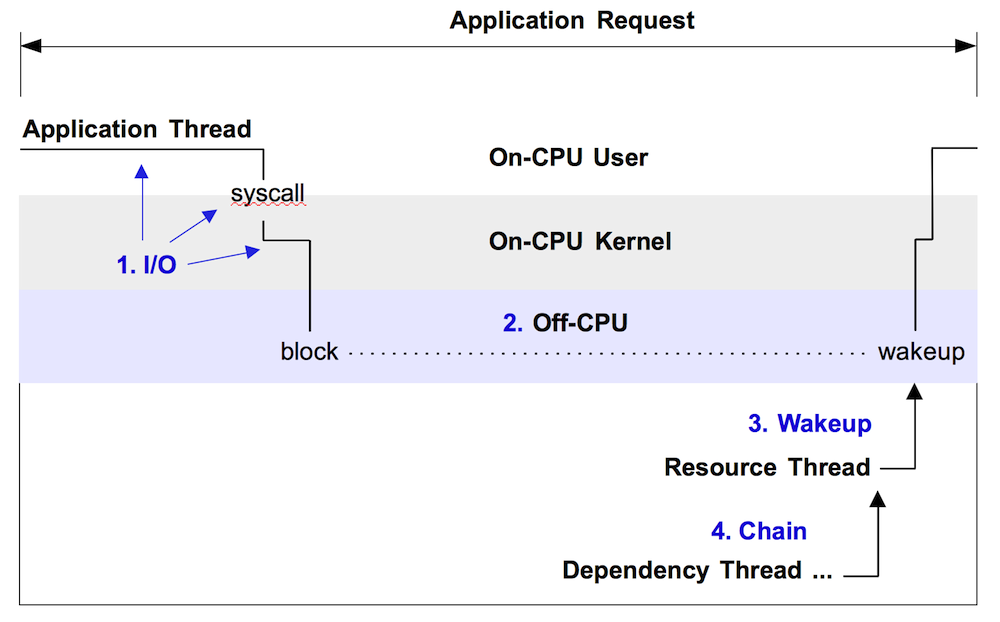 Application Request
Application Thread
On-CPU User
syscall
On-CPU Kernel
1. I/O
2. Off-CPU
block
wakeup
3. Wakeup
Resource Thread
4. Chain
Dependency Thread ...